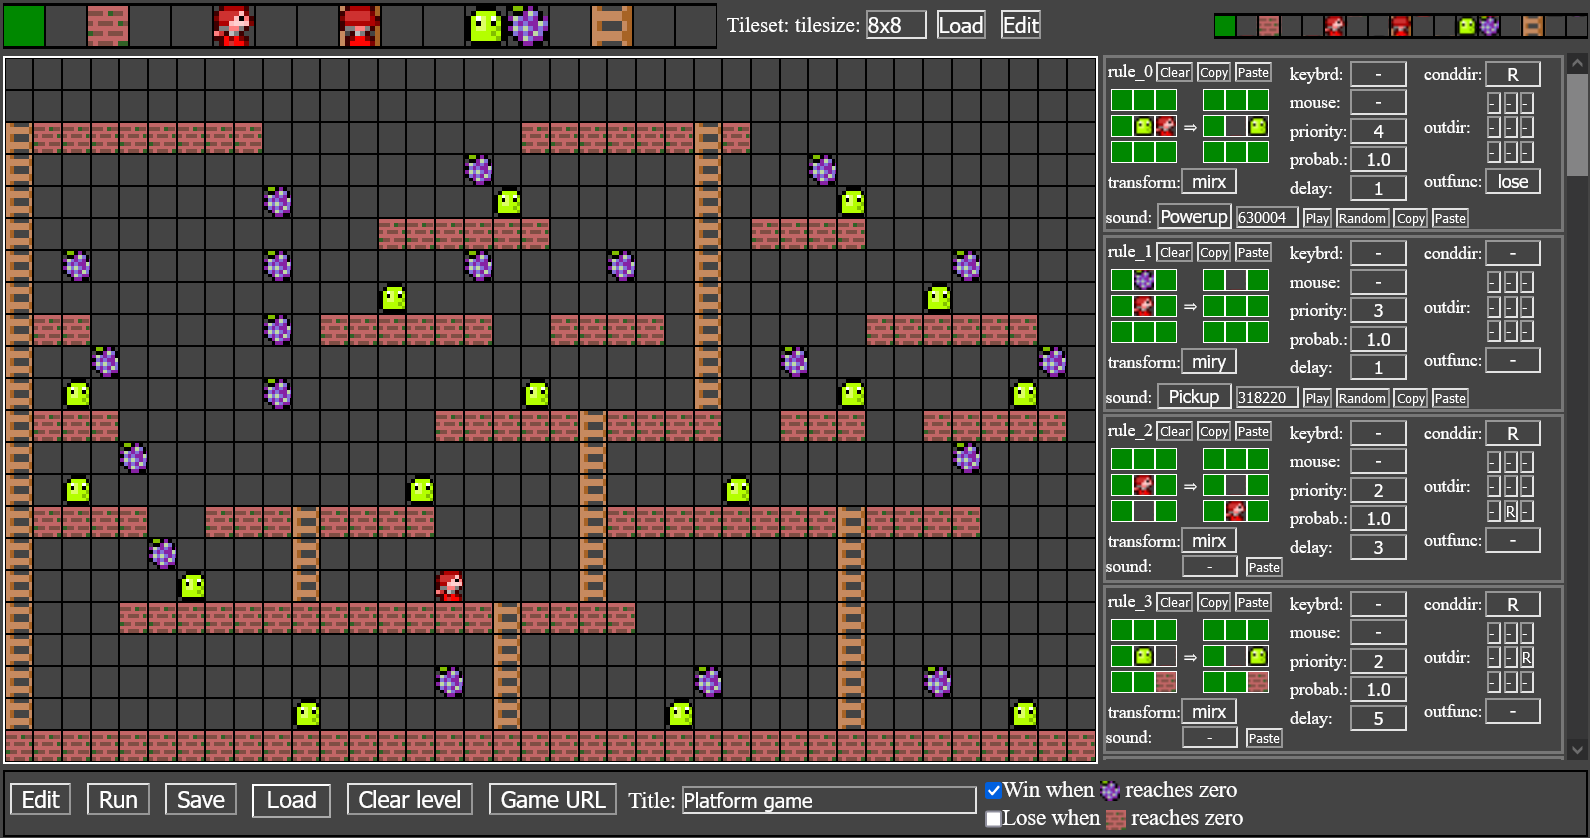 Tileset: tilesize: 8x8 Load Edit
rule_0 Clear Copy Paste keybrd: - conddir: R
mouse: - - - -
⇒ priority: 4 outdir: - - -
probab.: 1.0 - - -
transform: mirx delay: 1 outfunc: lose
sound: Powerup 630004 Play Random Copy Paste
rule_1 Clear Copy Paste keybrd: - conddir: -
mouse: - - - -
⇒ priority: 3 outdir: - - -
probab.: 1.0 - - -
transform: miry delay: 1 outfunc: -
sound: Pickup 318220 Play Random Copy Paste
rule_2 Clear Copy Paste keybrd: - conddir: R
mouse: - - - -
⇒ priority: 2 outdir: - - -
probab.: 1.0 - R -
transform: mirx delay: 3 outfunc: -
sound: - Paste
rule_3 Clear Copy Paste keybrd: - conddir: R
mouse: - - - -
⇒ priority: 2 outdir: - - R
probab.: 1.0 - - -
transform: mirx delay: 5 outfunc: -
sound: - Paste
Edit Run Save Load Clear level Game URL Title: Platform game
Win when reaches zero
Lose when reaches zero